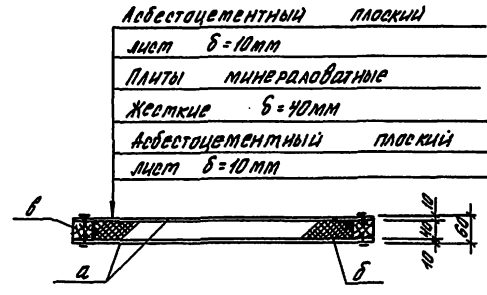 Асбестоцементный плоский
лист δ=10мм
Плиты минераловатные
жесткие δ=40мм
Асбестоцементный плоский
лист δ=10мм
в
а
б
10
40
10
60